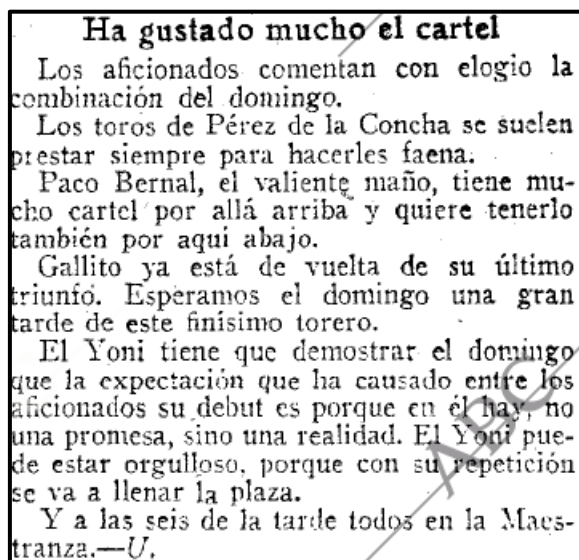 Ha gustado mucho el cartel
Los aficionados comentan con elogio la
combinación del domingo.
Los toros de Pérez de la Concha se suelen
prestar siempre para hacerles faena.
Paco Bernal, el valiente maño, tiene mu-
cho cartel por allá arriba y quiere tenerlo
también por aquí abajo.
Gallito ya está de vuelta de su último
triunfo. Esperamos el domingo una gran
tarde de este finísimo torero.
El Yoni tiene que demostrar el domingo
que la expectación que ha causado entre los
aficionados su debut es porque en él hay, no
una promesa, sino una realidad. El Yoni pue-
de estar orgulloso, porque con su repetición
se va a llenar la plaza.
Y a las seis de la tarde todos en la Maes-
tranza.—U.
ABC